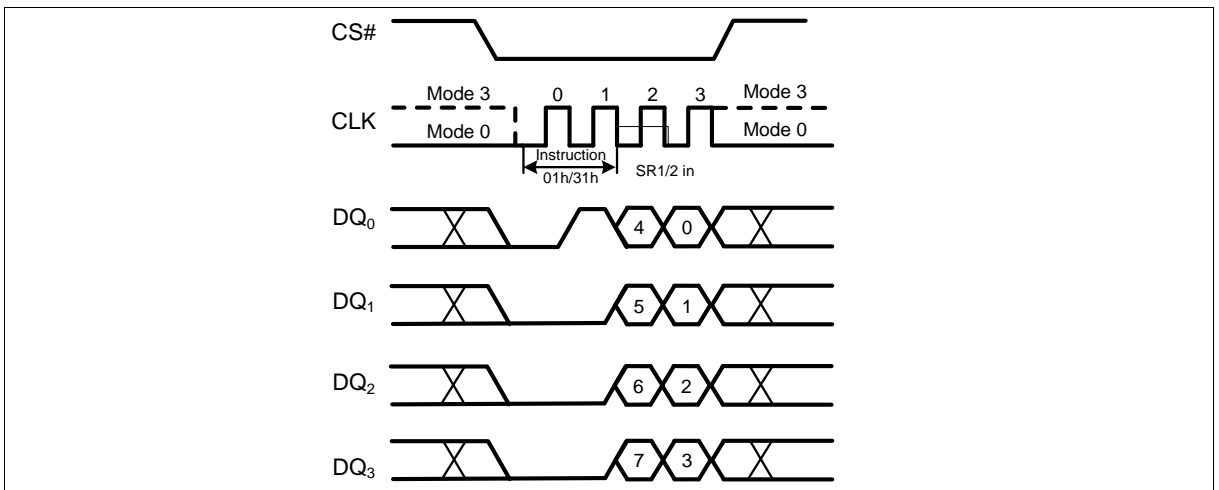 CS#
Mode 3 0 1 2 3 Mode 3
CLK
Mode 0 Mode 0
Instruction
01h/31h SR1/2 in
DQ0 4 0
DQ1 5 1
DQ2 6 2
DQ3 7 3